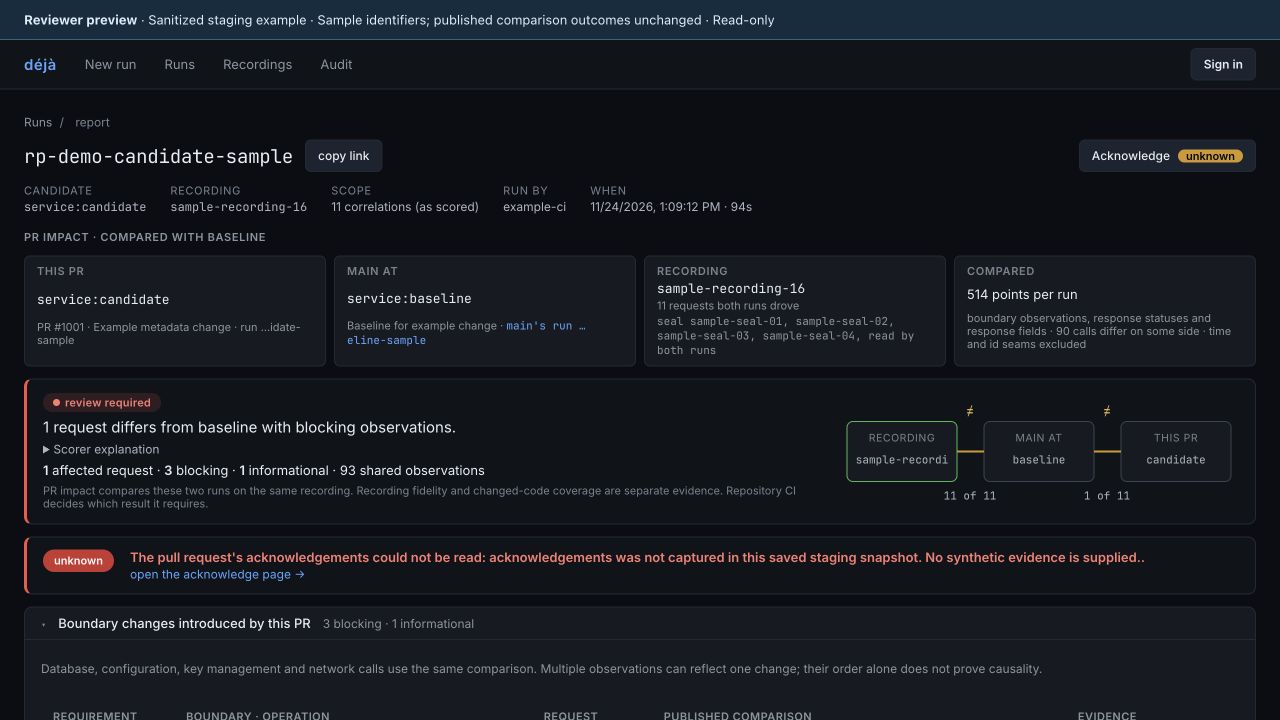 Reviewer preview · Sanitized staging example · Sample identifiers; published comparison outcomes unchanged · Read-only
déjà New run Runs Recordings Audit Sign in
Runs / report
rp-demo-candidate-sample copy link Acknowledge unknown
CANDIDATE RECORDING SCOPE RUN BY WHEN
service:candidate sample-recording-16 11 correlations (as scored) example-ci 11/24/2026, 1:09:12 PM · 94s
PR IMPACT · COMPARED WITH BASELINE
THIS PR
service:candidate
PR #1001 · Example metadata change · run …idate-
sample
MAIN AT
service:baseline
Baseline for example change · main's run …
eline-sample
RECORDING
sample-recording-16
11 requests both runs drove
seal sample-seal-01, sample-seal-02,
sample-seal-03, sample-seal-04, read by
both runs
COMPARED
514 points per run
boundary observations, response statuses and
response fields · 90 calls differ on some side · time
and id seams excluded
review required
1 request differs from baseline with blocking observations.
▶ Scorer explanation
1 affected request · 3 blocking · 1 informational · 93 shared observations
PR impact compares these two runs on the same recording. Recording fidelity and changed-code coverage are separate evidence. Repository CI
decides which result it requires.
≠ ≠
RECORDING MAIN AT THIS PR
sample-recordi baseline candidate
11 of 11 1 of 11
unknown
The pull request's acknowledgements could not be read: acknowledgements was not captured in this saved staging snapshot. No synthetic evidence is supplied..
open the acknowledge page →
Boundary changes introduced by this PR 3 blocking · 1 informational
Database, configuration, key management and network calls use the same comparison. Multiple observations can reflect one change; their order alone does not prove causality.
REQUIREMENT BOUNDARY · OPERATION REQUEST PUBLISHED COMPARISON EVIDENCE